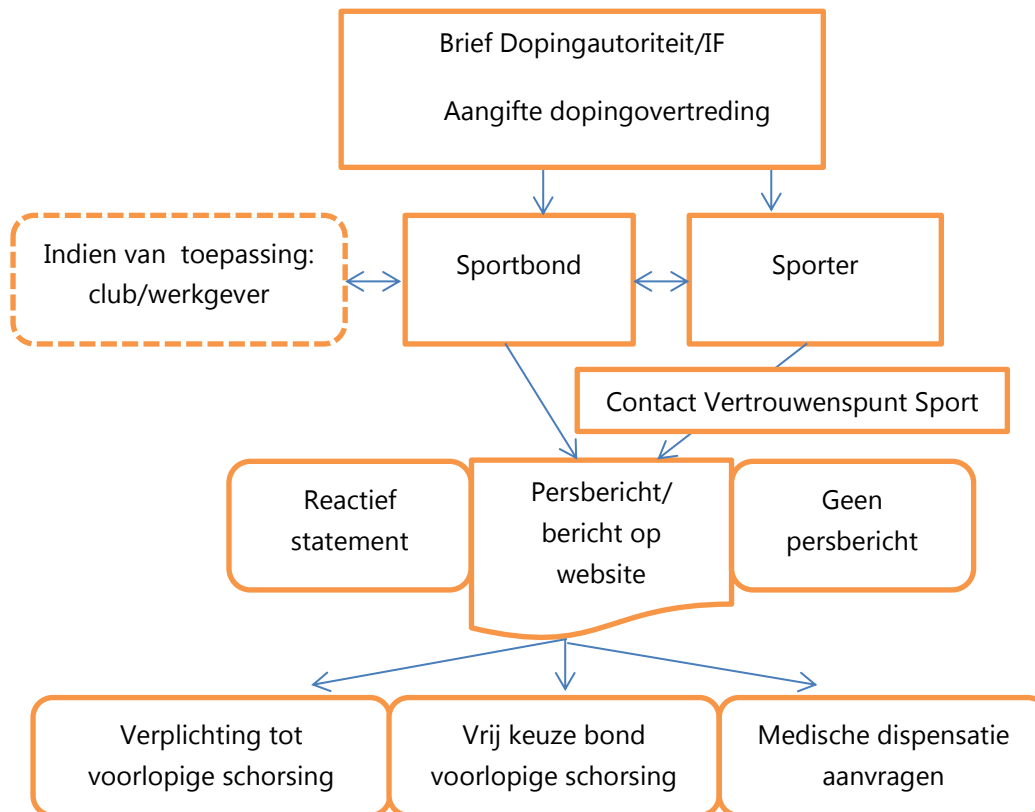 Brief Dopingautoriteit/IF
Aangifte dopingovertreding
Indien van toepassing:
club/werkgever
Sportbond
Sporter
Contact Vertrouwenspunt Sport
Reactief
statement
Persbericht/
bericht op
website
Geen
persbericht
Verplichting tot
voorlopige schorsing
Vrij keuze bond
voorlopige schorsing
Medische dispensatie
aanvragen